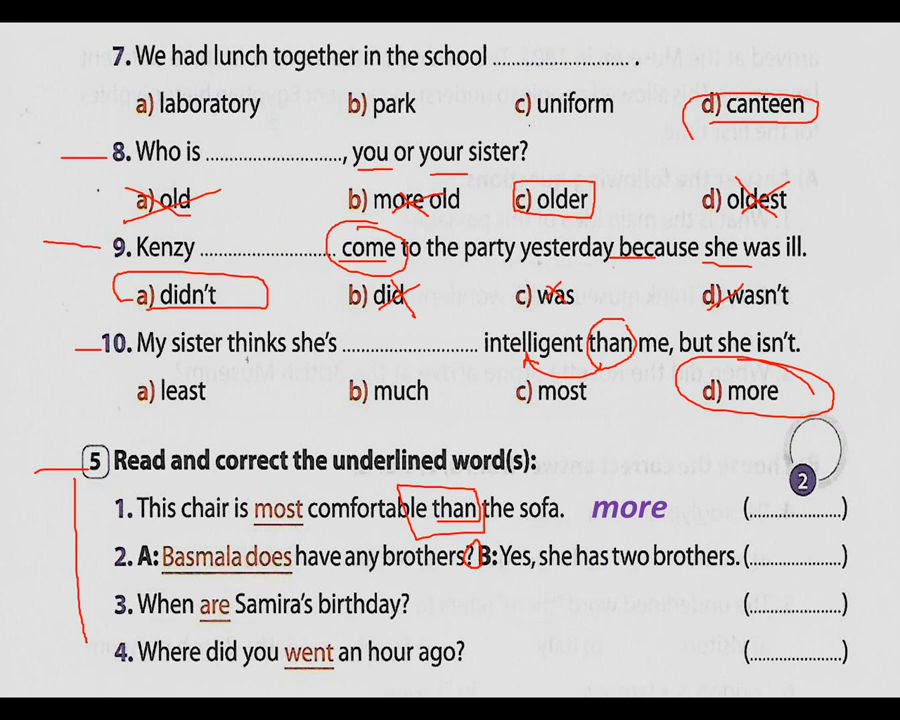 7. We had lunch together in the school ............................ .
a) laboratory b) park c) uniform d) canteen
8. Who is ............................, you or your sister?
a) old b) more old c) older d) oldest
9. Kenzy ............................ come to the party yesterday because she was ill.
a) didn't b) did c) was d) wasn't
10. My sister thinks she's ............................ intelligent than me, but she isn't.
a) least b) much c) most d) more
2
5 Read and correct the underlined word(s):
1. This chair is most comfortable than the sofa. more (....................)
2. A: Basmala does have any brothers? B: Yes, she has two brothers. (....................)
3. When are Samira's birthday? (....................)
4. Where did you went an hour ago? (....................)